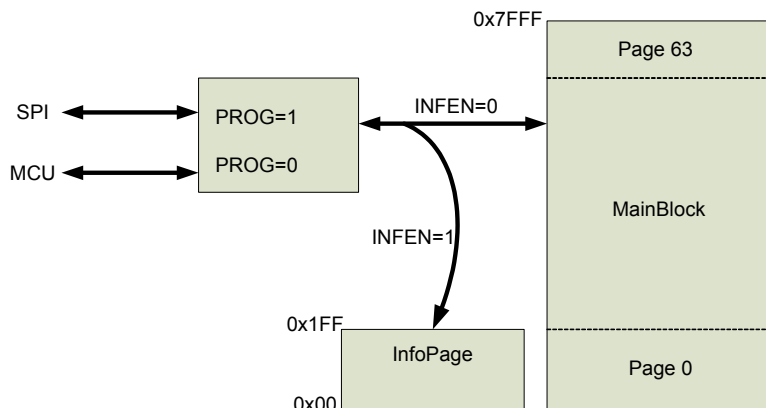 0x7FFF
Page 63
SPI
PROG=1
INFEN=0
MCU
PROG=0
MainBlock
INFEN=1
0x1FF
InfoPage
Page 0
0x00